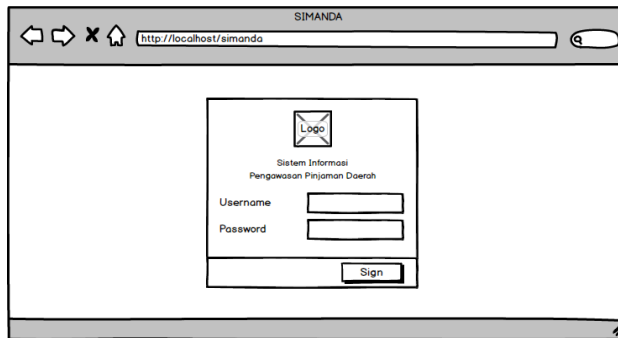 SIMANDA
http://localhost/simanda
Logo
Sistem Informasi
Pengawasan Pinjaman Daerah
Username
Password
Sign